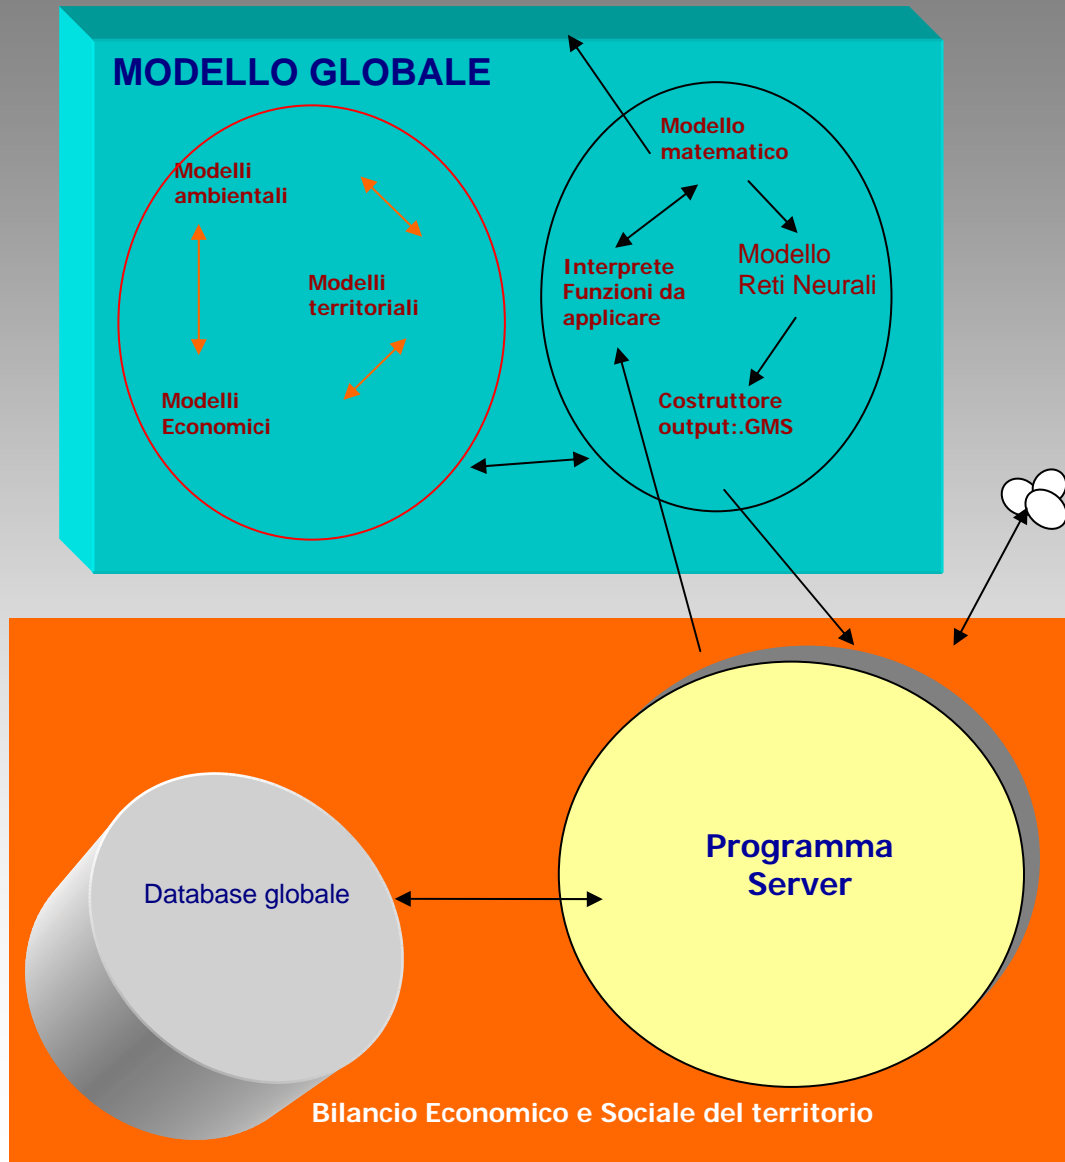 MODELLO GLOBALE
Modelli
ambientali
Modelli
territoriali
Modelli
Economici
Modello
matematico
Interprete
Funzioni da
applicare
Modello
Reti Neurali
Costruttore
output:.GMS
Programma
Server
Database globale
Bilancio Economico e Sociale del territorio